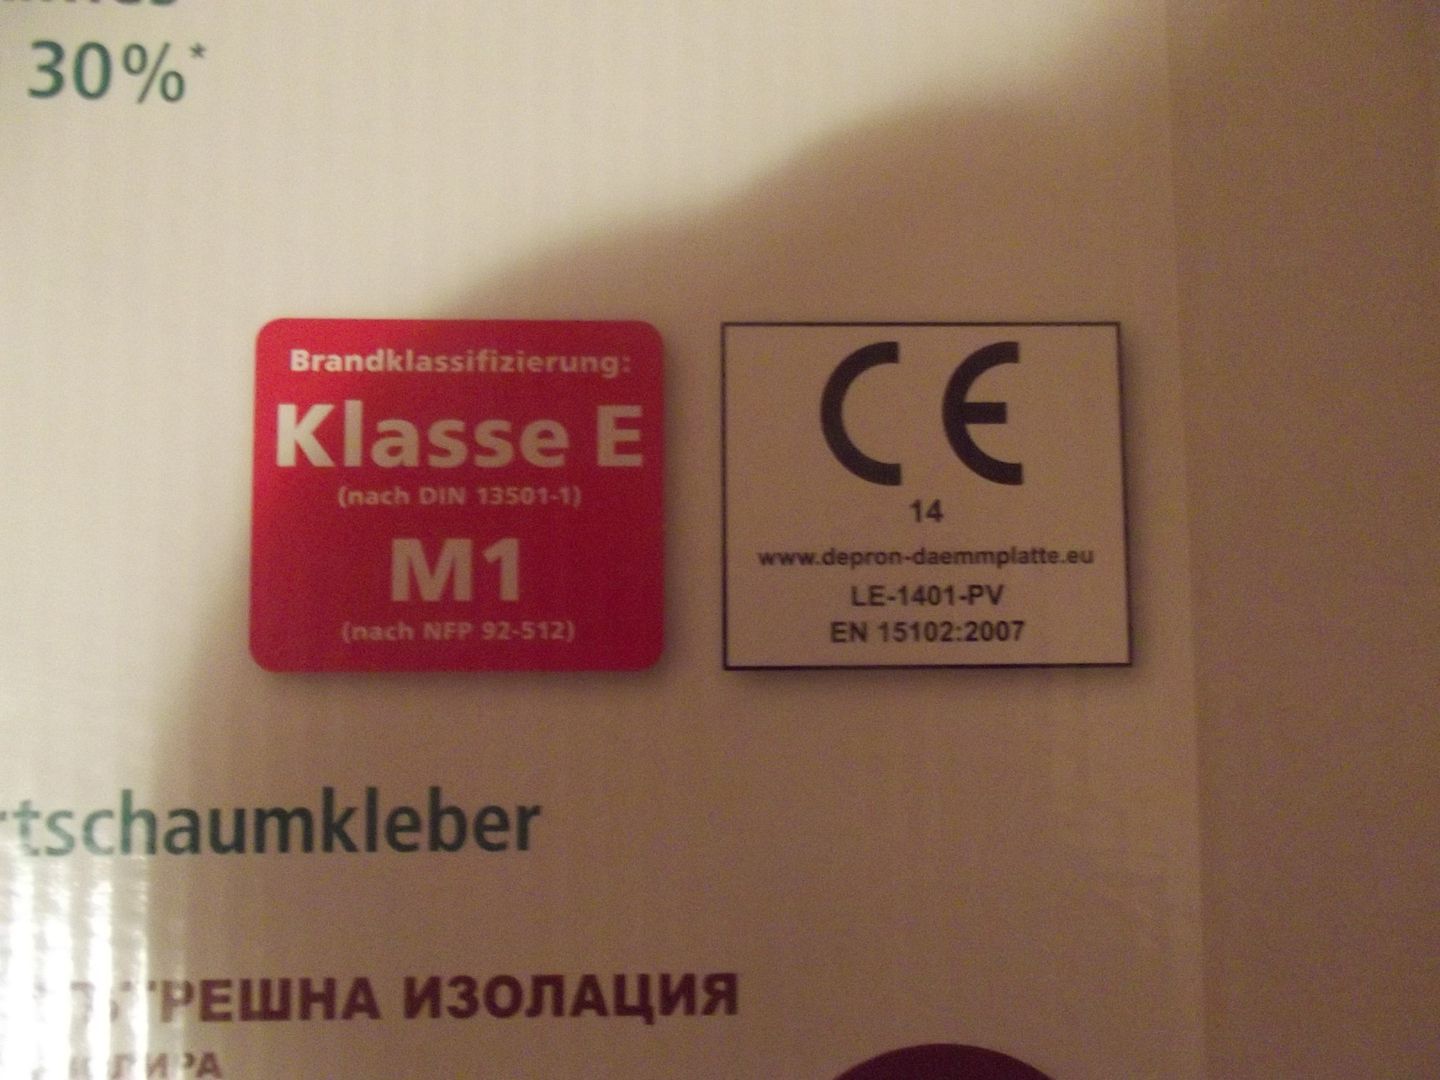 30%*
Brandklassifizierung:
Klasse E
(nach DIN 13501-1)
M1
(nach NFP 92-512)
CE
14
www.depron-daemmplatte.eu
LE-1401-PV
EN 15102:2007
rtschaumkleber
ЪТРЕШНА ИЗОЛАЦИЯ